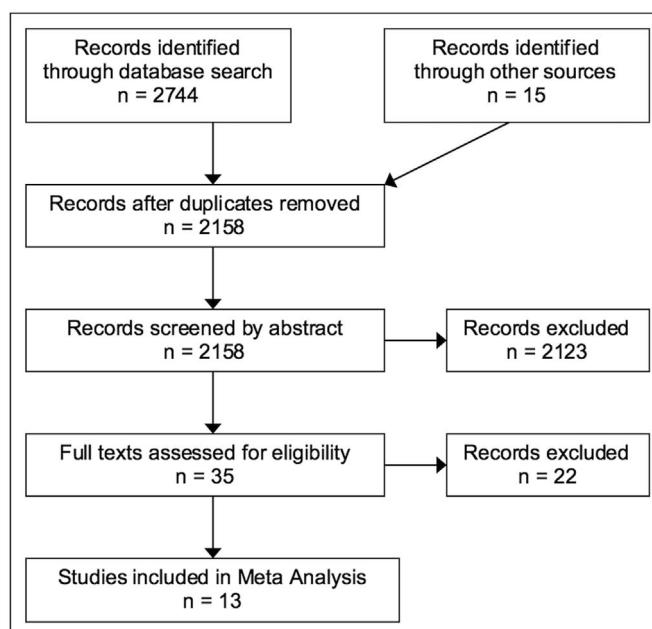 Records identified
through database search
n = 2744
Records identified
through other sources
n = 15
Records after duplicates removed
n = 2158
Records screened by abstract
n = 2158
Records excluded
n = 2123
Full texts assessed for eligibility
n = 35
Records excluded
n = 22
Studies included in Meta Analysis
n = 13